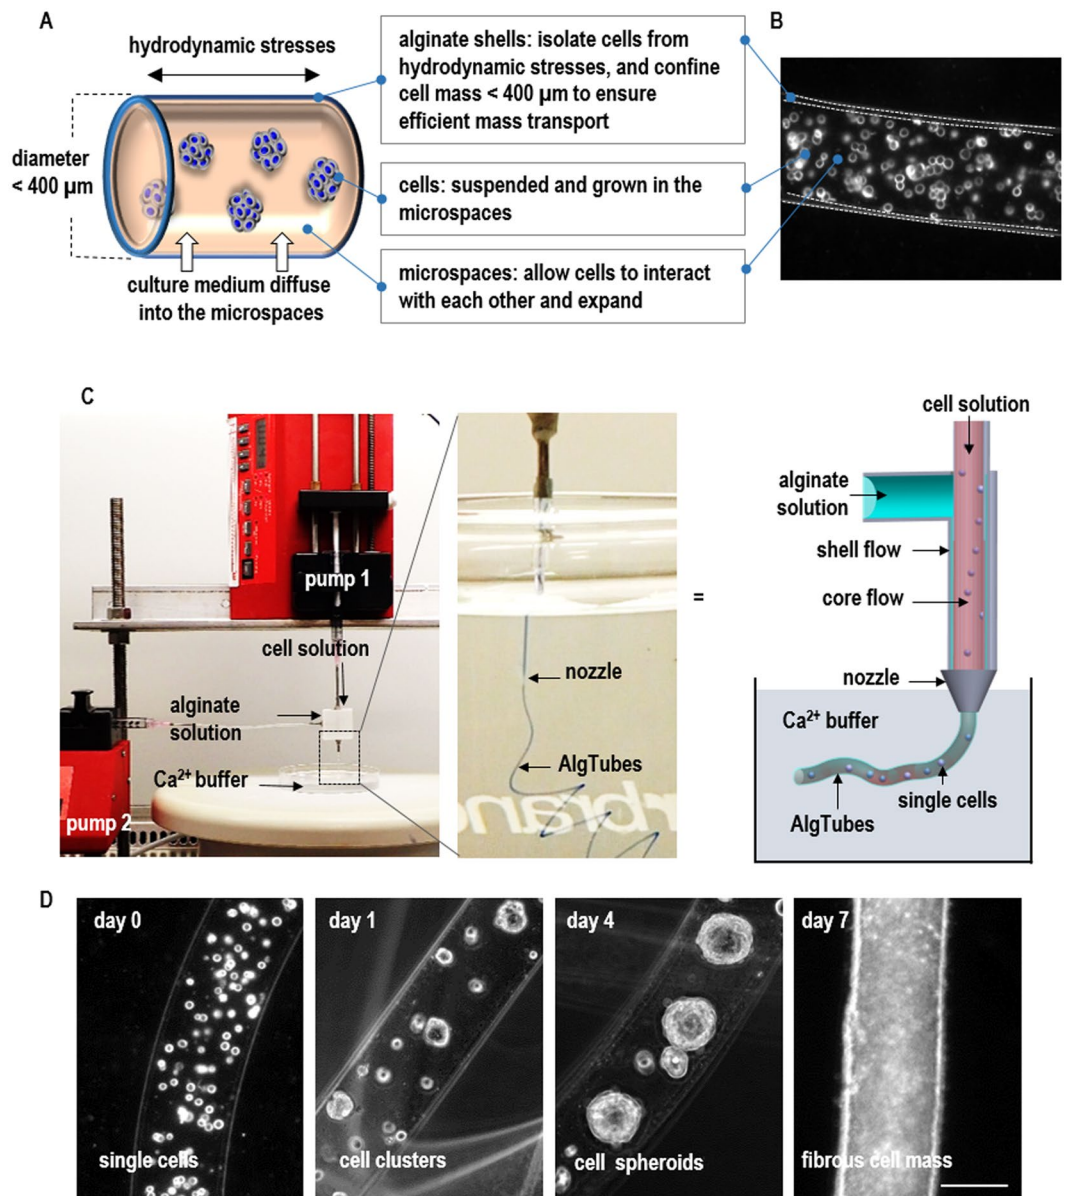 A
hydrodynamic stresses
diameter
< 400 µm
culture medium diffuse
into the microspaces
alginate shells: isolate cells from
hydrodynamic stresses, and confine
cell mass < 400 µm to ensure
efficient mass transport
cells: suspended and grown in the
microspaces
microspaces: allow cells to interact
with each other and expand
B
C
pump 1
cell solution
alginate
solution
Ca²⁺ buffer
pump 2
nozzle
AlgTubes
=
cell solution
alginate
solution
shell flow
core flow
nozzle
Ca²⁺ buffer
single cells
AlgTubes
D
day 0
single cells
day 1
cell clusters
day 4
cell spheroids
day 7
fibrous cell mass